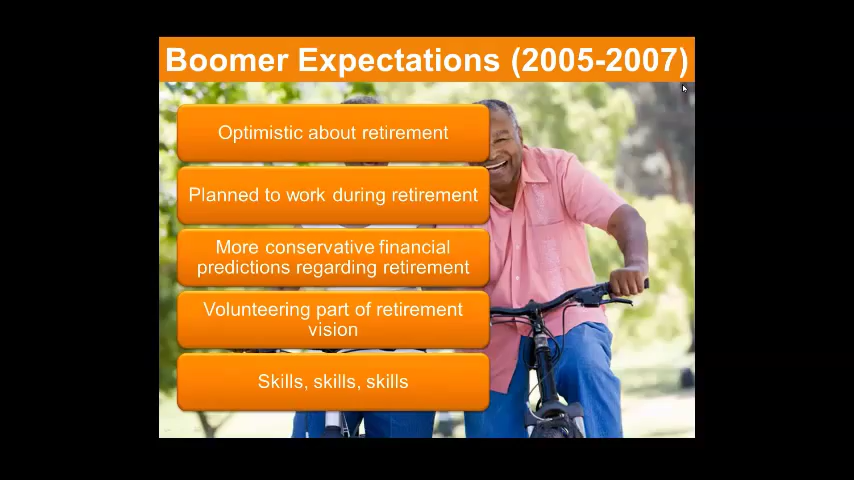 Boomer Expectations (2005-2007)
Optimistic about retirement
Planned to work during retirement
More conservative financial
predictions regarding retirement
Volunteering part of retirement
vision
Skills, skills, skills